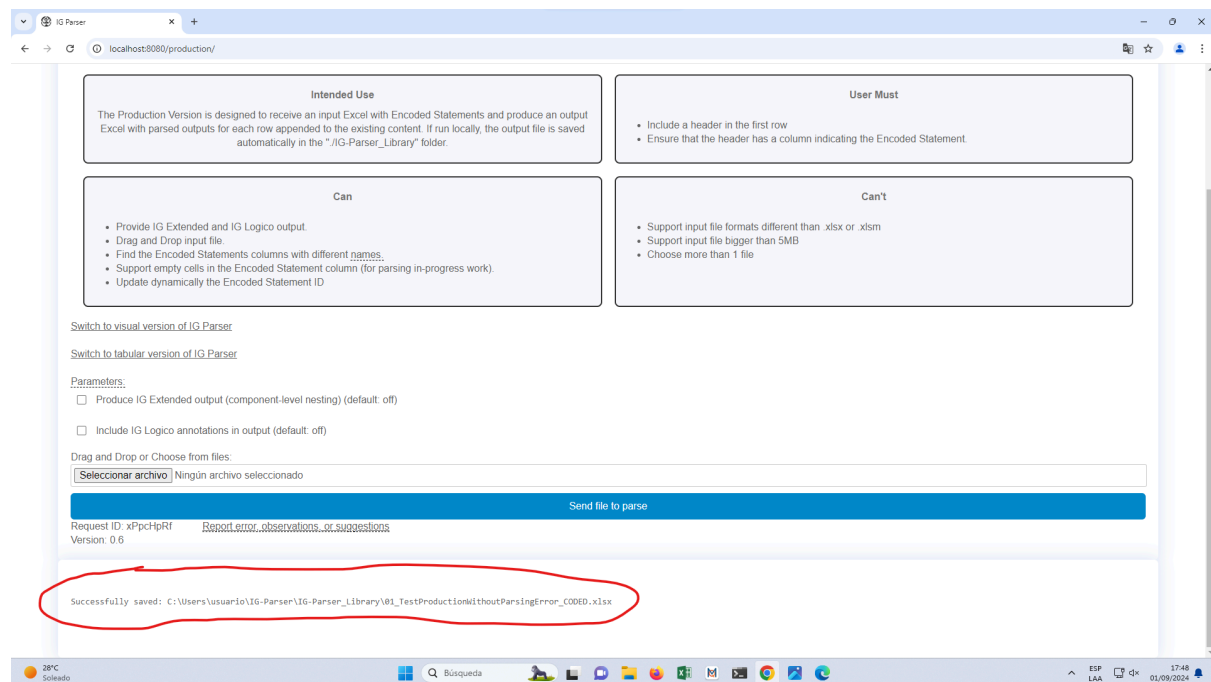 IG Parser
localhost:8080/production/
Intended Use
The Production Version is designed to receive an input Excel with Encoded Statements and produce an output
Excel with parsed outputs for each row appended to the existing content. If run locally, the output file is saved
automatically in the "./IG-Parser_Library" folder.
User Must
Include a header in the first row
Ensure that the header has a column indicating the Encoded Statement.
Can
Provide IG Extended and IG Logico output.
Drag and Drop input file.
Find the Encoded Statements columns with different names.
Support empty cells in the Encoded Statement column (for parsing in-progress work).
Update dynamically the Encoded Statement ID
Can't
Support input file formats different than .xlsx or .xlsm
Support input file bigger than 5MB
Choose more than 1 file
Switch to visual version of IG Parser
Switch to tabular version of IG Parser
Parameters:
Produce IG Extended output (component-level nesting) (default: off)
Include IG Logico annotations in output (default: off)
Drag and Drop or Choose from files:
Seleccionar archivo Ningún archivo seleccionado
Send file to parse
Request ID: xPpcHpRf Report error, observations, or suggestions
Version: 0.6
Successfully saved: C:\Users\usuario\IG-Parser\IG-Parser_Library\01_TestProductionWithoutParsingError_CODED.xlsx
28°C
Soleado
Búsqueda
ESP
LAA
17:48
01/09/2024